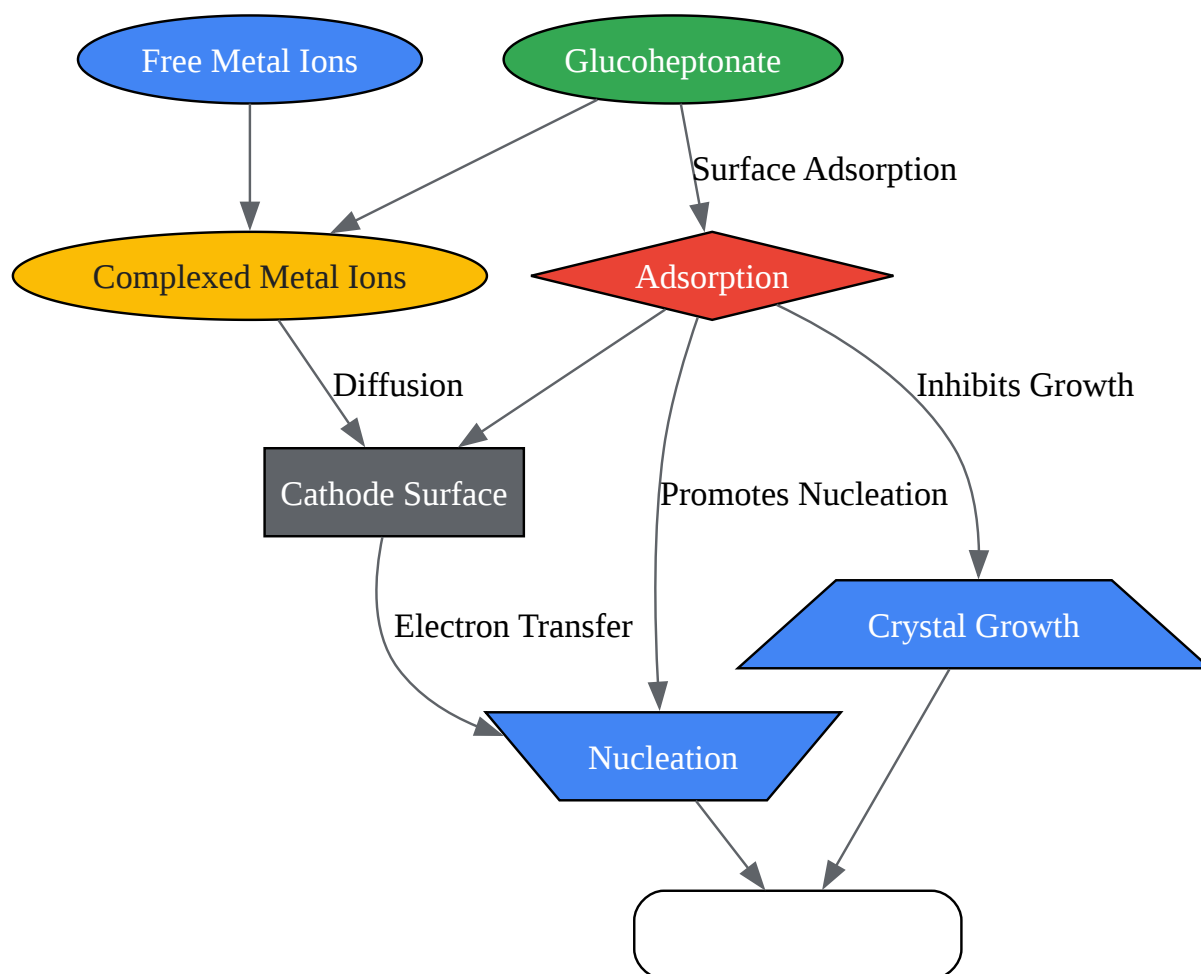 Free Metal Ions
Glucoheptonate
Surface Adsorption
Complexed Metal Ions
Adsorption
Diffusion
Inhibits Growth
Cathode Surface
Promotes Nucleation
Electron Transfer
Crystal Growth
Nucleation